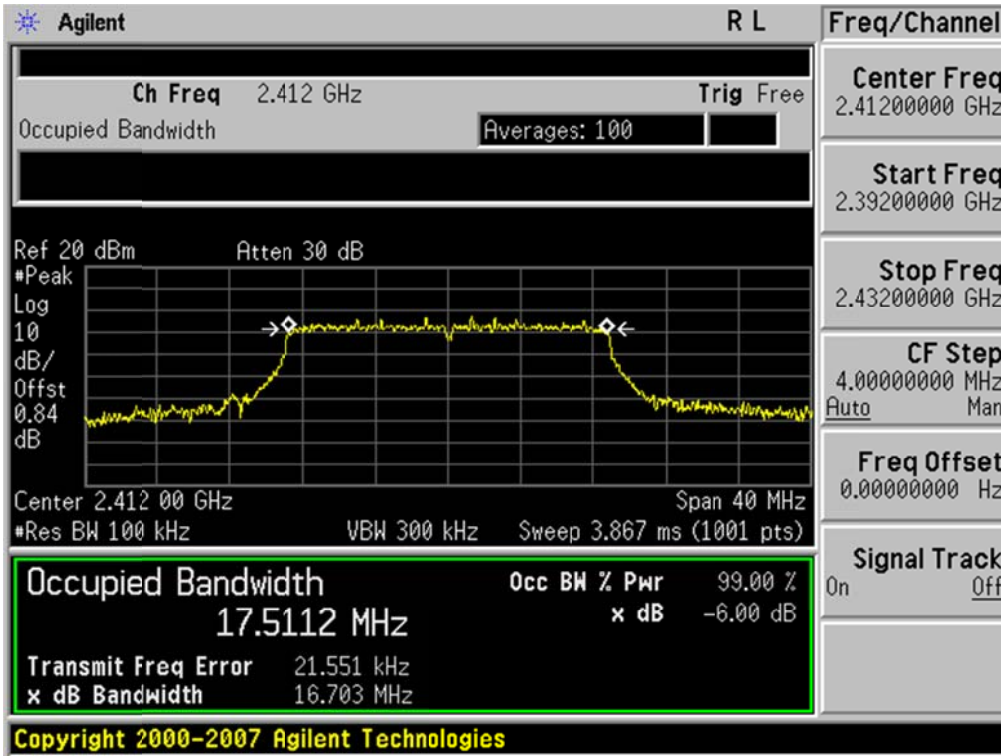 Agilent R L
Ch Freq 2.412 GHz Trig Free
Occupied Bandwidth Averages: 100
Ref 20 dBm Atten 30 dB
#Peak
Log
10
dB/
Offst
0.84
dB
Center 2.412 00 GHz Span 40 MHz
#Res BW 100 kHz VBW 300 kHz Sweep 3.867 ms (1001 pts)
Occupied Bandwidth Occ BW % Pwr 99.00 %
17.5112 MHz x dB -6.00 dB
Transmit Freq Error 21.551 kHz
x dB Bandwidth 16.703 MHz
Copyright 2000-2007 Agilent Technologies
Freq/Channel
Center Freq
2.41200000 GHz
Start Freq
2.39200000 GHz
Stop Freq
2.43200000 GHz
CF Step
4.00000000 MHz
Auto Man
Freq Offset
0.00000000 Hz
Signal Track
On Off